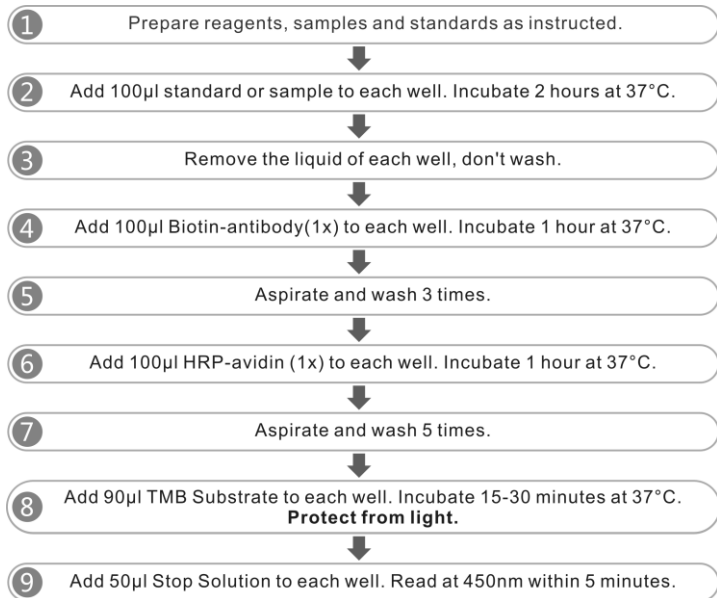 1 Prepare reagents, samples and standards as instructed.
2 Add 100µl standard or sample to each well. Incubate 2 hours at 37°C.
3 Remove the liquid of each well, don't wash.
4 Add 100µl Biotin-antibody(1x) to each well. Incubate 1 hour at 37°C.
5 Aspirate and wash 3 times.
6 Add 100µl HRP-avidin (1x) to each well. Incubate 1 hour at 37°C.
7 Aspirate and wash 5 times.
8 Add 90µl TMB Substrate to each well. Incubate 15-30 minutes at 37°C.
Protect from light.
9 Add 50µl Stop Solution to each well. Read at 450nm within 5 minutes.